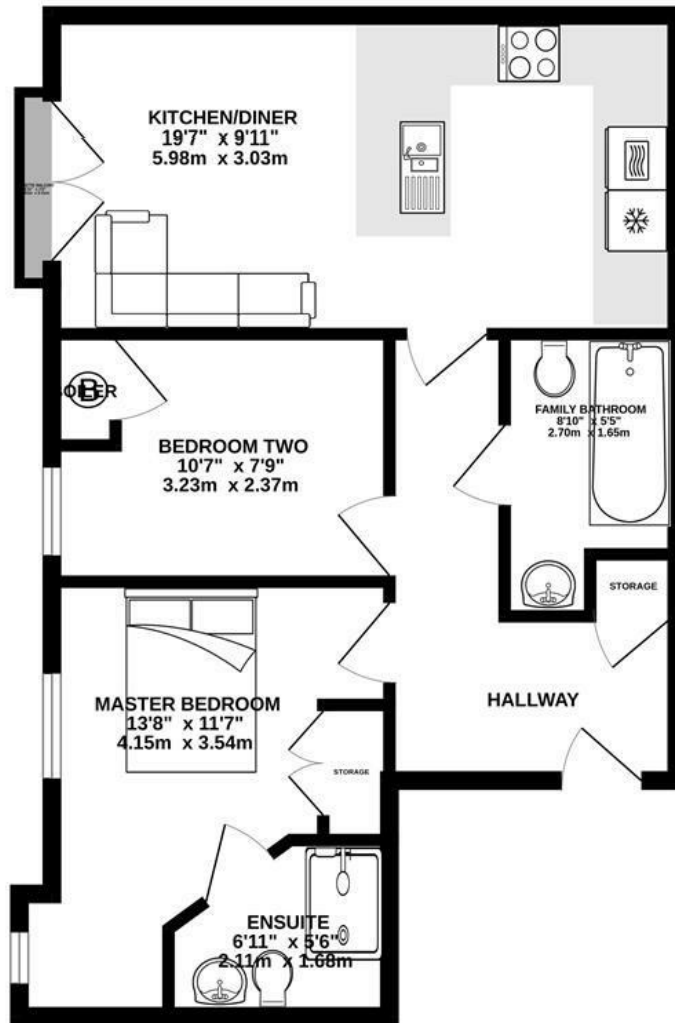 KITCHEN/DINER
19'7" x 9'11"
5.98m x 3.03m
B
BOILER
BEDROOM TWO
10'7" x 7'9"
3.23m x 2.37m
FAMILY BATHROOM
8'10" x 5'5"
2.70m x 1.65m
STORAGE
MASTER BEDROOM
13'8" x 11'7"
4.15m x 3.54m
HALLWAY
STORAGE
ENSUITE
6'11" x 5'6"
2.11m x 1.68m